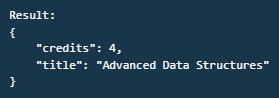 Result:
{
    "credits": 4,
    "title": "Advanced Data Structures"
}